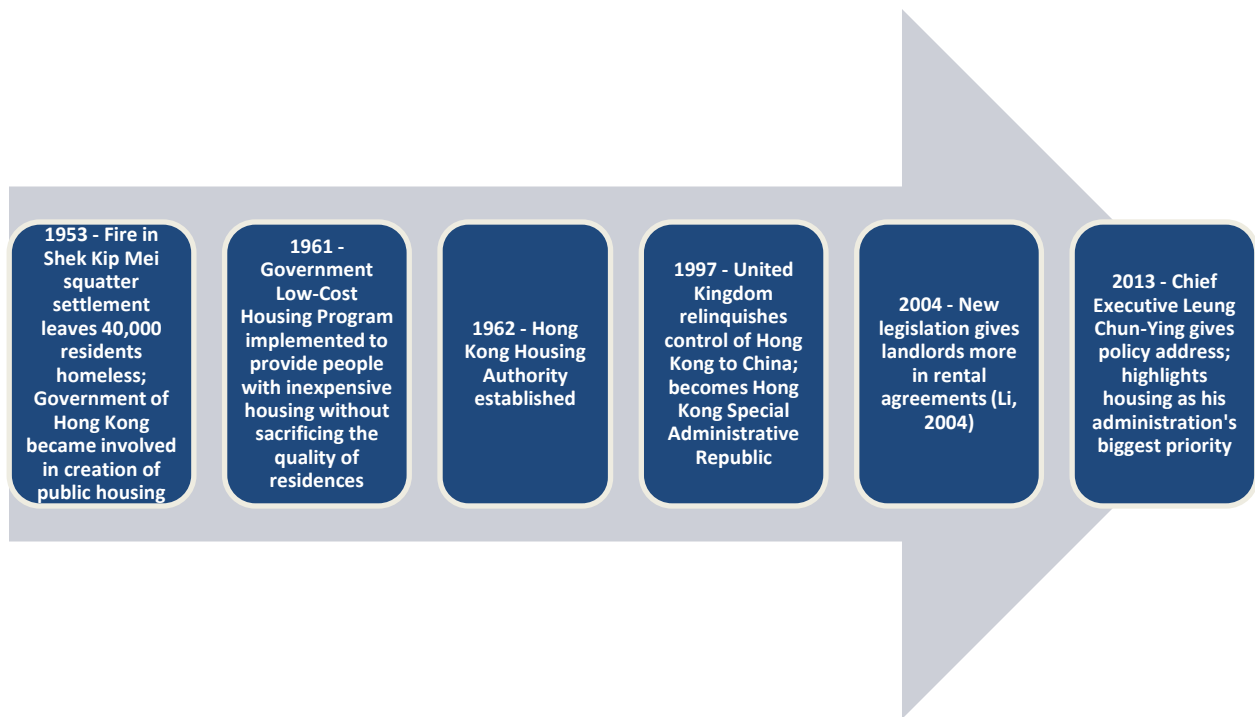 1953 - Fire in
Shek Kip Mei
squatter
settlement
leaves 40,000
residents
homeless;
Government of
Hong Kong
became involved
in creation of
public housing
1961 -
Government
Low-Cost
Housing Program
implemented to
provide people
with inexpensive
housing without
sacrificing the
quality of
residences
1962 - Hong
Kong Housing
Authority
established
1997 - United
Kingdom
relinquishes
control of Hong
Kong to China;
becomes Hong
Kong Special
Administrative
Republic
2004 - New
legislation gives
landlords more
in rental
agreements (Li,
2004)
2013 - Chief
Executive Leung
Chun-Ying gives
policy address;
highlights
housing as his
administration's
biggest priority